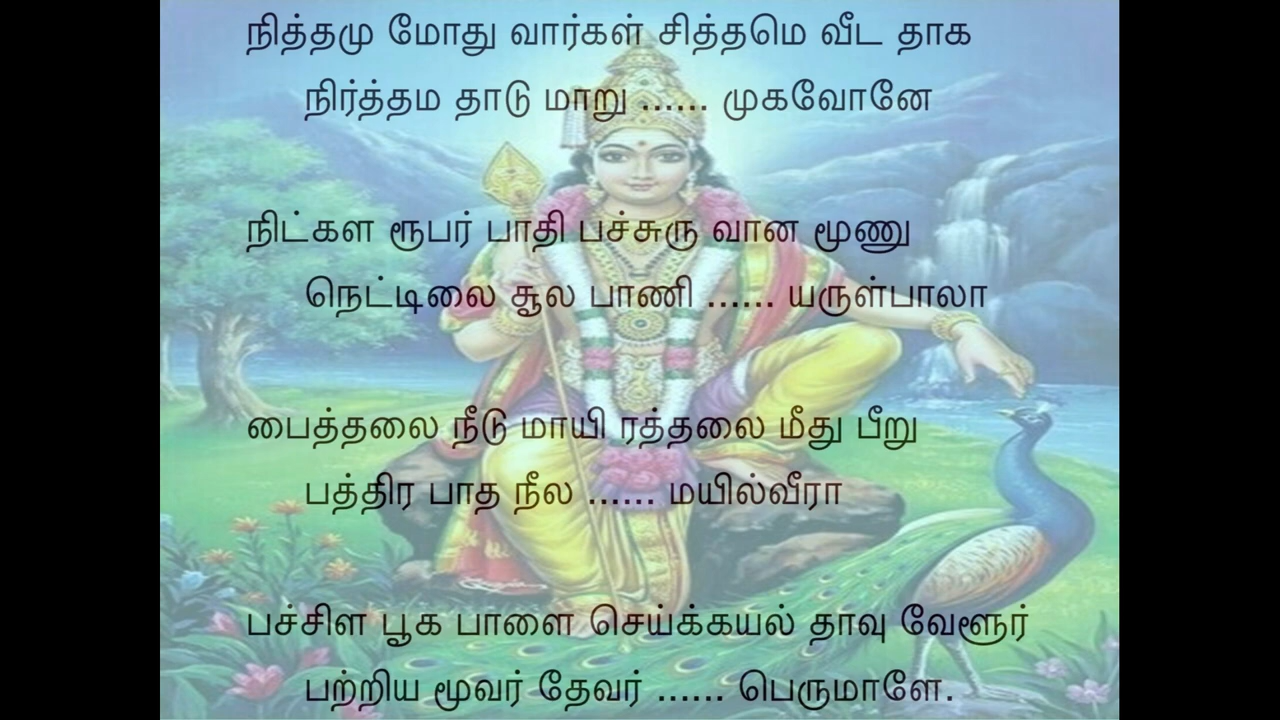 நித்தமு மோது வார்கள் சித்தமெ வீட தாக
நிர்த்தம தாடு மாறு ...... முகவோனே
நிட்கள ரூபர் பாதி பச்சுரு வான மூணு
நெட்டிலை சூல பாணி ...... யருள்பாலா
பைத்தலை நீடு மாயி ரத்தலை மீது பீறு
பத்திர பாத நீல ...... மயில்வீரா
பச்சிள பூக பாளை செய்க்கயல் தாவு வேளூர்
பற்றிய மூவர் தேவர் ...... பெருமாளே.